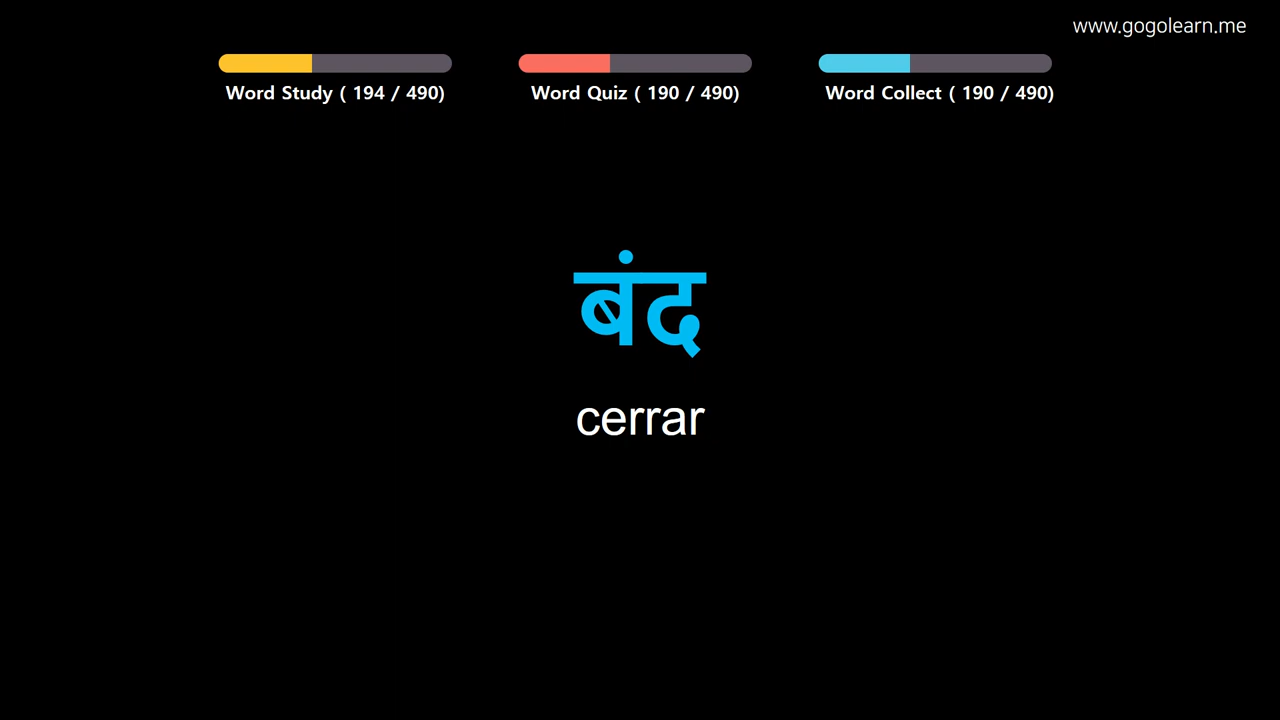 www.gogolearn.me
Word Study ( 194 / 490)
Word Quiz ( 190 / 490)
Word Collect ( 190 / 490)
बंद
cerrar